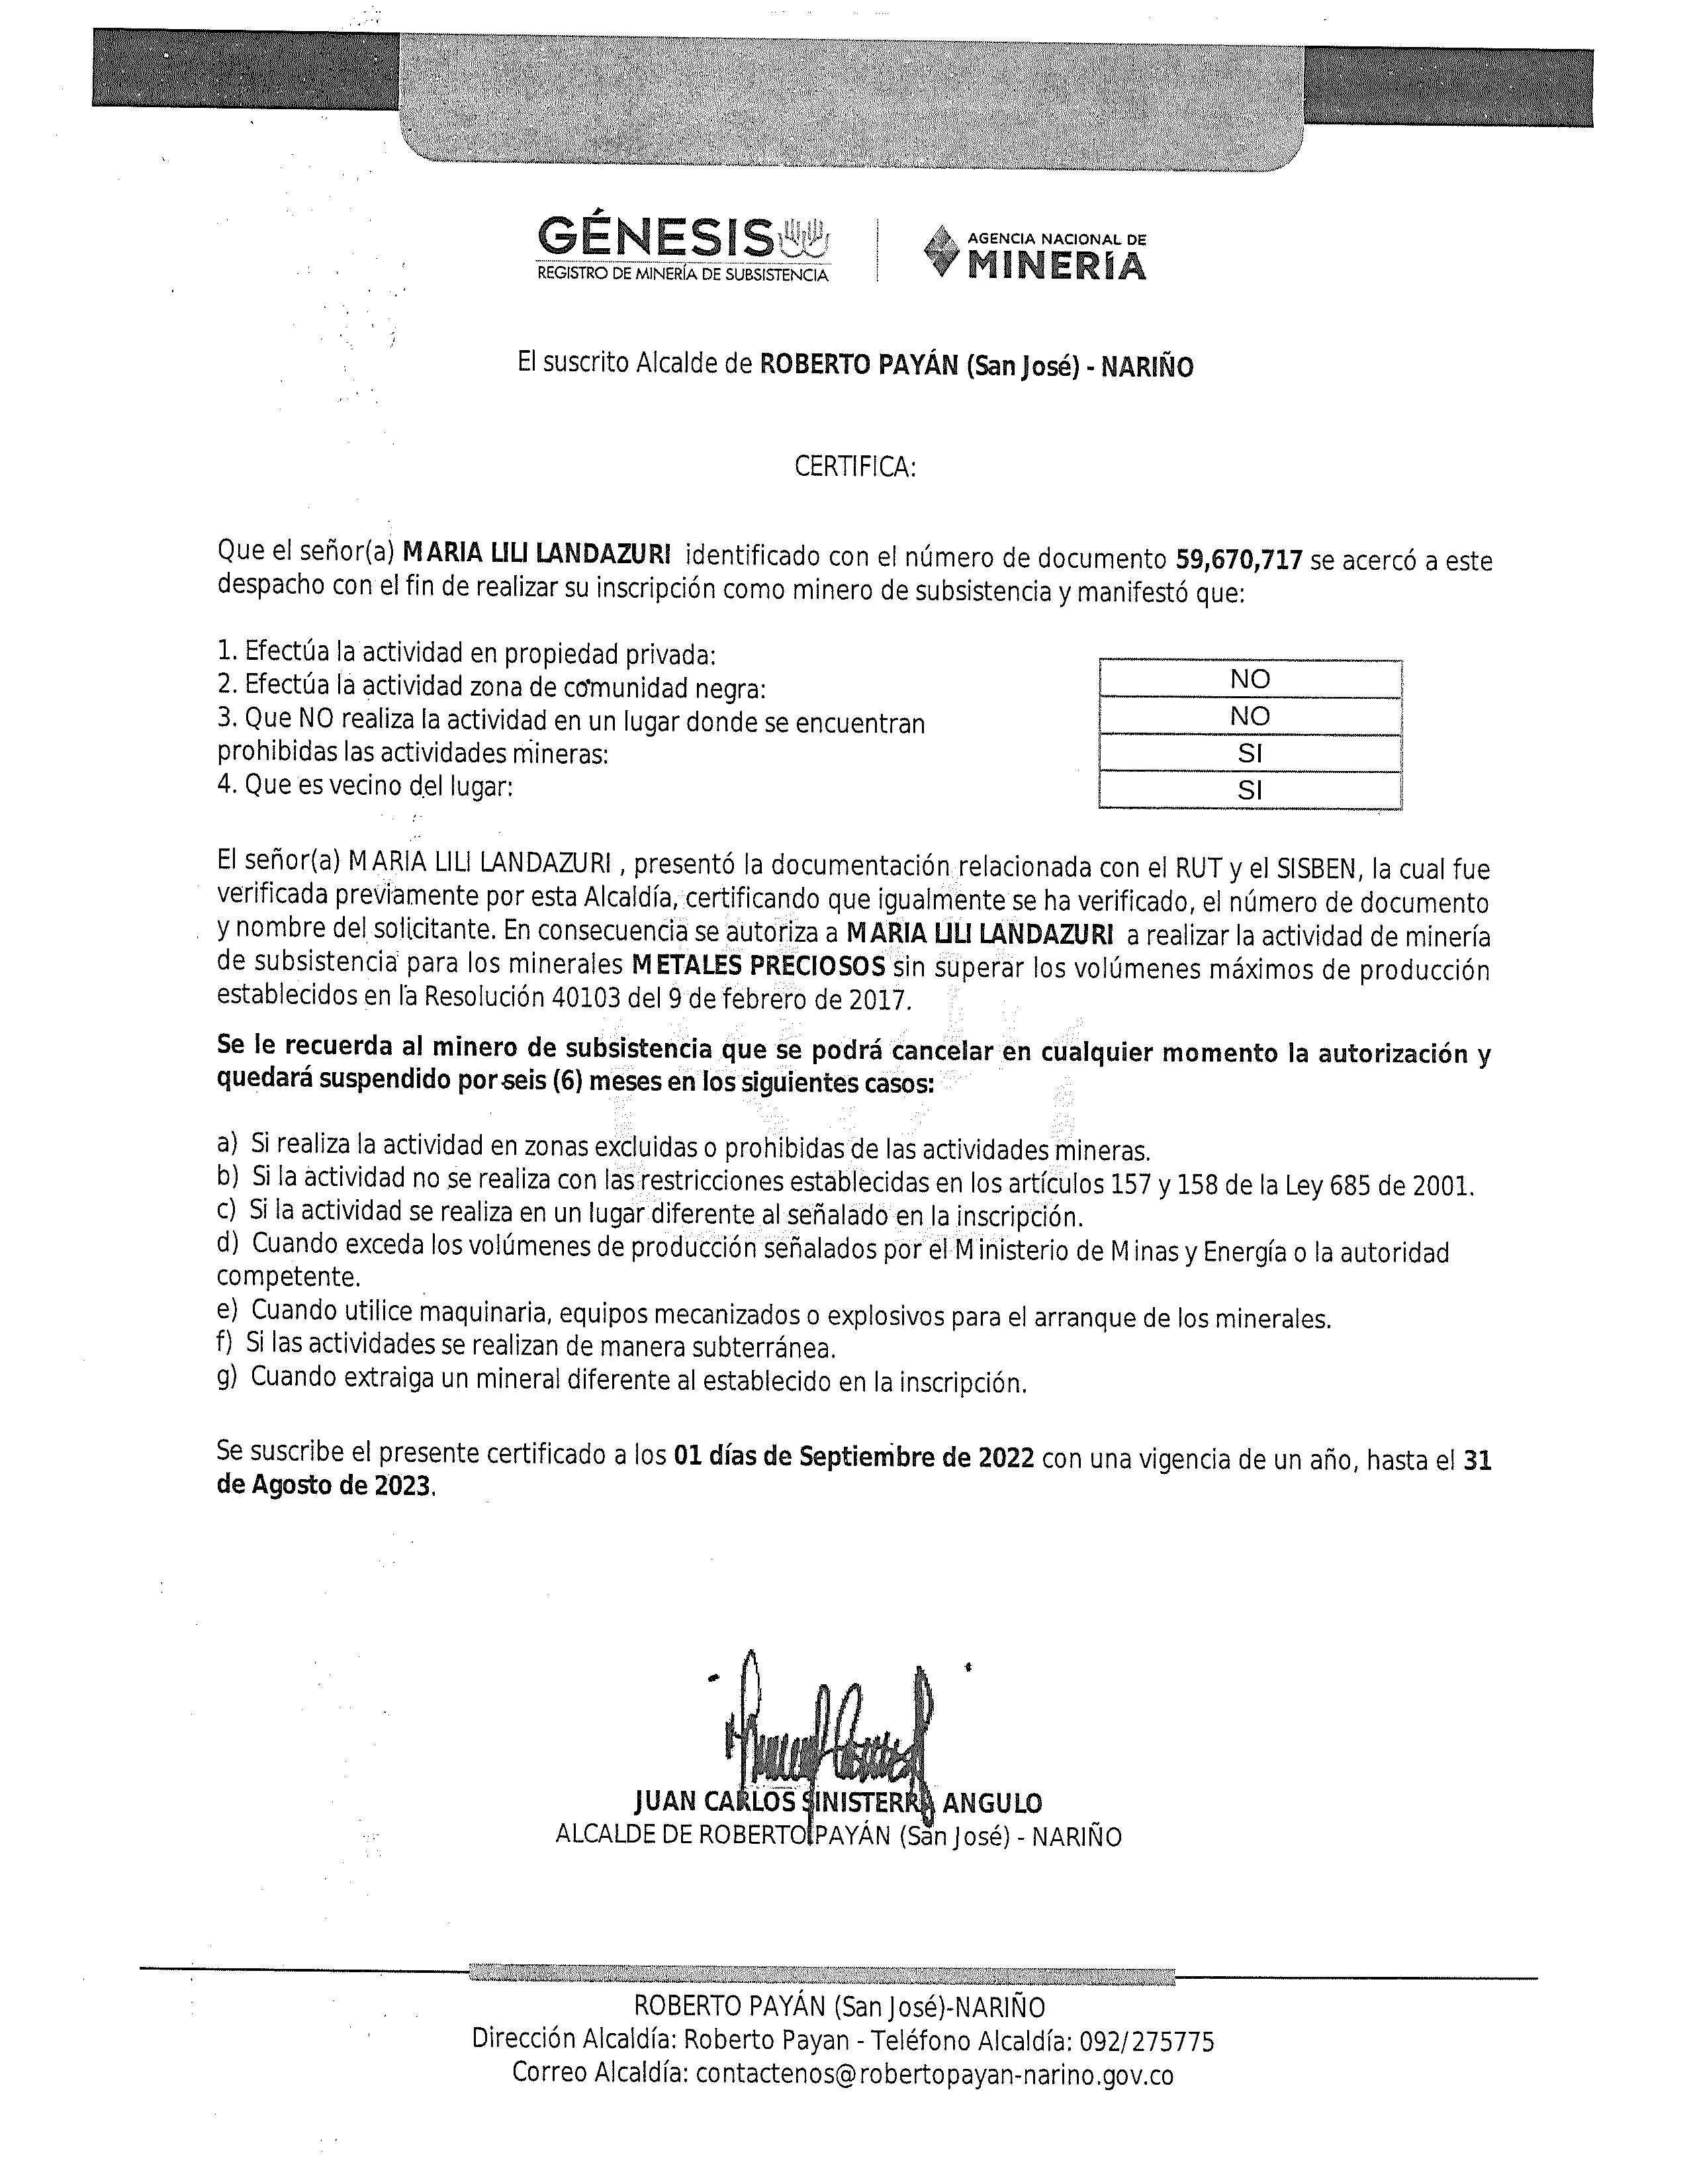 GÉNESIS
REGISTRO DE MINERÍA DE SUBSISTENCIA
AGENCIA NACIONAL DE
MINERÍA
El suscrito Alcalde de ROBERTO PAYÁN (San José) - NARIÑO
CERTIFICA:
Que el señor(a) MARIA LILI LANDAZURI identificado con el número de documento 59,670,717 se acercó a este
despacho con el fin de realizar su inscripción como minero de subsistencia y manifestó que:
1. Efectúa la actividad en propiedad privada:
NO
2. Efectúa la actividad zona de comunidad negra:
NO
3. Que NO realiza la actividad en un lugar donde se encuentran
prohibidas las actividades mineras:
SI
4. Que es vecino del lugar:
SI
El señor(a) MARIA LILI LANDAZURI , presentó la documentación relacionada con el RUT y el SISBEN, la cual fue
verificada previamente por esta Alcaldía, certificando que igualmente se ha verificado, el número de documento
y nombre del solicitante. En consecuencia se autoriza a MARIA LILI LANDAZURI a realizar la actividad de minería
de subsistencia para los minerales METALES PRECIOSOS sin superar los volúmenes máximos de producción
establecidos en la Resolución 40103 del 9 de febrero de 2017.
Se le recuerda al minero de subsistencia que se podrá cancelar en cualquier momento la autorización y
quedará suspendido por seis (6) meses en los siguientes casos:
a) Si realiza la actividad en zonas excluidas o prohibidas de las actividades mineras.
b) Si la actividad no se realiza con las restricciones establecidas en los artículos 157 y 158 de la Ley 685 de 2001.
c) Si la actividad se realiza en un lugar diferente al señalado en la inscripción.
d) Cuando exceda los volúmenes de producción señalados por el Ministerio de Minas y Energía o la autoridad
competente.
e) Cuando utilice maquinaria, equipos mecanizados o explosivos para el arranque de los minerales.
f) Si las actividades se realizan de manera subterránea.
g) Cuando extraiga un mineral diferente al establecido en la inscripción.
Se suscribe el presente certificado a los 01 días de Septiembre de 2022 con una vigencia de un año, hasta el 31
de Agosto de 2023.
JUAN CARLOS SINISTERRA ANGULO
ALCALDE DE ROBERTO PAYÁN (San José) - NARIÑO
ROBERTO PAYÁN (San José)-NARIÑO
Dirección Alcaldía: Roberto Payan - Teléfono Alcaldía: 092/275775
Correo Alcaldía: contactenos@robertopayan-narino.gov.co